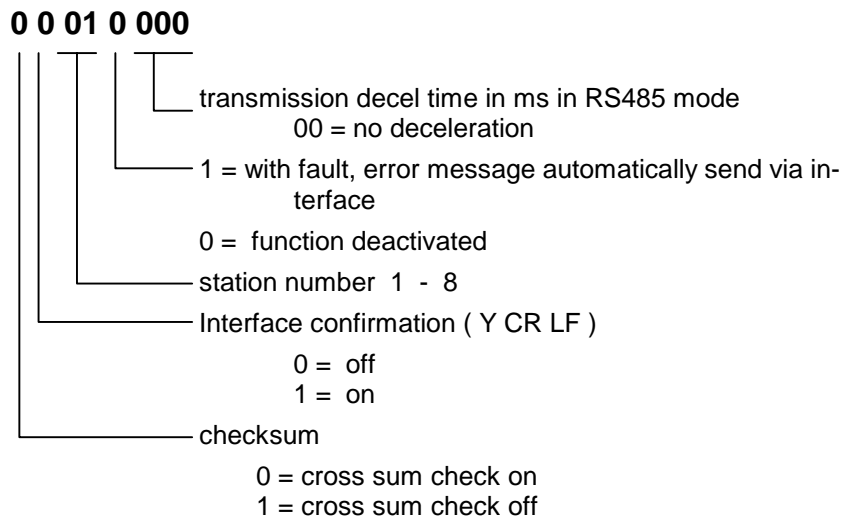 0 0 01 0 000
transmission decel time in ms in RS485 mode
00 = no deceleration
1 = with fault, error message automatically send via in-
terface
0 = function deactivated
station number 1 - 8
Interface confirmation ( Y CR LF )
0 = off
1 = on
checksum
0 = cross sum check on
1 = cross sum check off